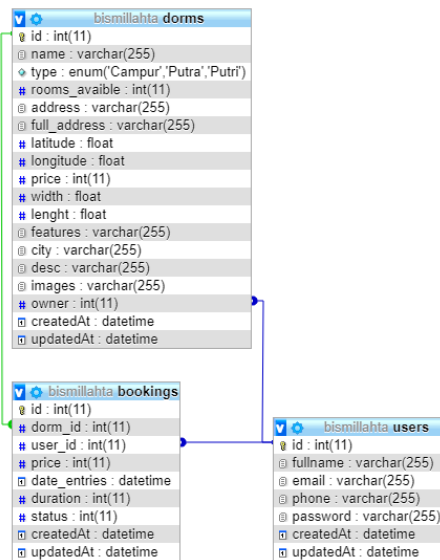 bismillahta dorms
id : int(11)
name : varchar(255)
type : enum('Campur','Putra','Putri')
rooms_avaible : int(11)
address : varchar(255)
full_address : varchar(255)
latitude : float
longitude : float
price : int(11)
width : float
lenght : float
features : varchar(255)
city : varchar(255)
desc : varchar(255)
images : varchar(255)
owner : int(11)
createdAt : datetime
updatedAt : datetime
bismillahta bookings
id : int(11)
dorm_id : int(11)
user_id : int(11)
price : int(11)
date_entries : datetime
duration : int(11)
status : int(11)
createdAt : datetime
updatedAt : datetime
bismillahta users
id : int(11)
fullname : varchar(255)
email : varchar(255)
phone : varchar(255)
password : varchar(255)
createdAt : datetime
updatedAt : datetime